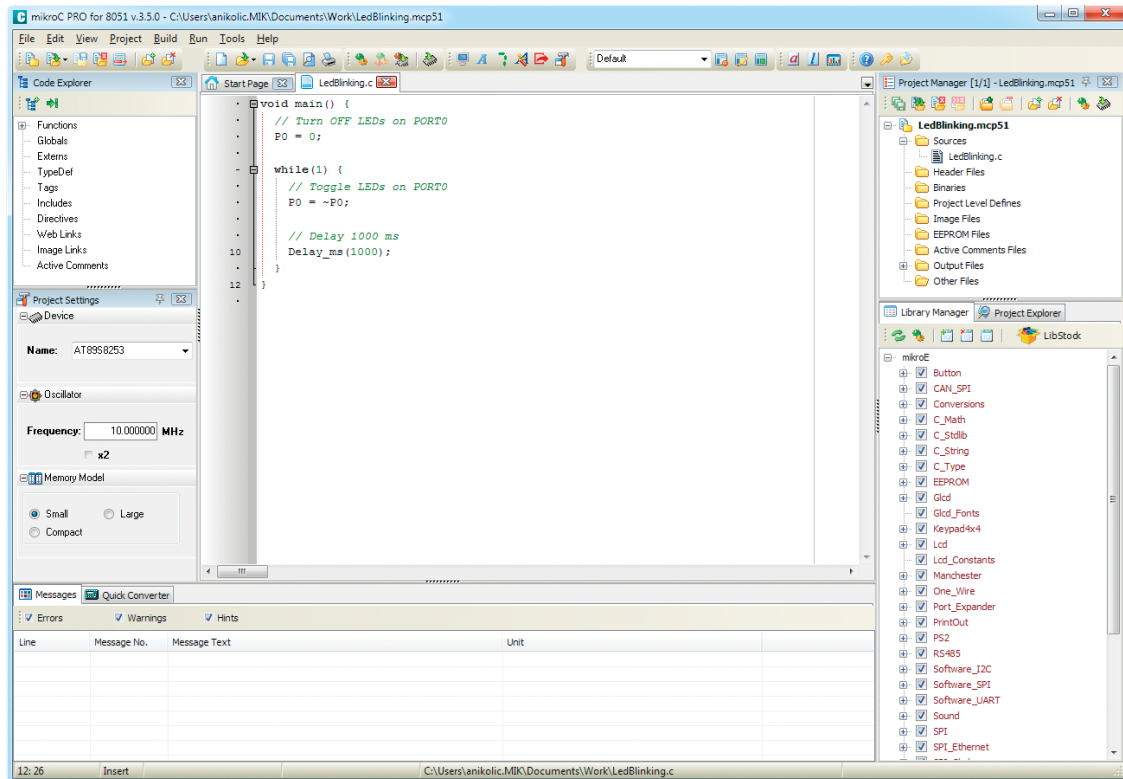 mikroC PRO for 8051 v.3.5.0 - C:\Users\anikolic.MIK\Documents\Work\LedBlinking.mcp51
File Edit View Project Build Run Tools Help
Default
Code Explorer
Functions
Globals
Externs
TypeDef
Tags
Includes
Directives
Web Links
Image Links
Active Comments
Project Settings
Device
Name: AT89S8253
Oscillator
Frequency: 10.000000 MHz
x2
Memory Model
Small Large
Compact
Start Page LedBlinking.c
void main() {
// Turn OFF LEDs on PORT0
P0 = 0;
while(1) {
// Toggle LEDs on PORT0
P0 = ~P0;
// Delay 1000 ms
10 Delay_ms(1000);
}
12 }
Project Manager [1/1] - LedBlinking.mcp51
LedBlinking.mcp51
Sources
LedBlinking.c
Header Files
Binaries
Project Level Defines
Image Files
EEPROM Files
Active Comments Files
Output Files
Other Files
Library Manager Project Explorer
LibStock
mikroE
Button
CAN_SPI
Conversions
C_Math
C_Stdlib
C_String
C_Type
EEPROM
Glcd
Glcd_Fonts
Keypad4x4
Lcd
Lcd_Constants
Manchester
One_Wire
Port_Expander
PrintOut
PS2
RS485
Software_I2C
Software_SPI
Software_UART
Sound
SPI
SPI_Ethernet
Messages Quick Converter
Errors Warnings Hints
Line Message No. Message Text Unit
12: 26 Insert C:\Users\anikolic.MIK\Documents\Work\LedBlinking.c